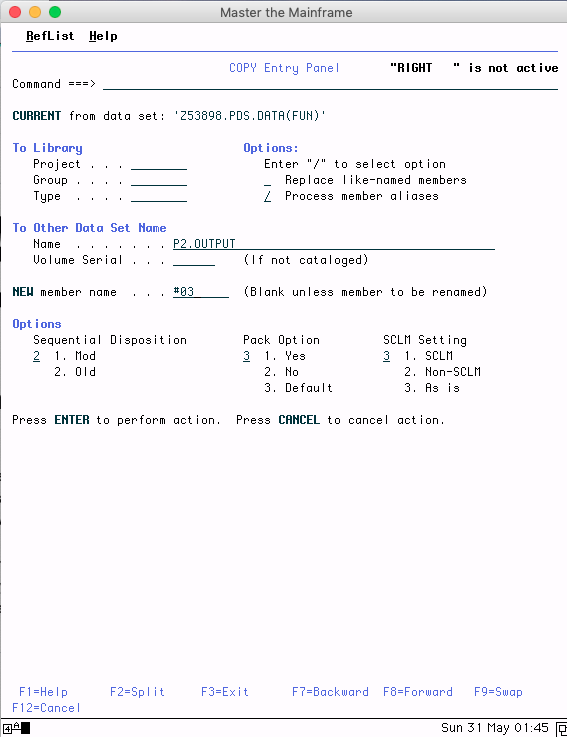 Master the Mainframe
RefList Help
COPY Entry Panel "RIGHT " is not active
Command ===>
CURRENT from data set: 'Z53898.PDS.DATA(FUN)'
To Library Options:
Project . . . Enter "/" to select option
Group . . . . _ Replace like-named members
Type . . . . / Process member aliases
To Other Data Set Name
Name . . . . . . . P2.OUTPUT
Volume Serial . . . (If not cataloged)
NEW member name . . . #03 (Blank unless member to be renamed)
Options
Sequential Disposition Pack Option SCLM Setting
2 1. Mod 3 1. Yes 3 1. SCLM
2. Old 2. No 2. Non-SCLM
3. Default 3. As is
Press ENTER to perform action. Press CANCEL to cancel action.
F1=Help F2=Split F3=Exit F7=Backward F8=Forward F9=Swap
F12=Cancel
4 A Sun 31 May 01:45